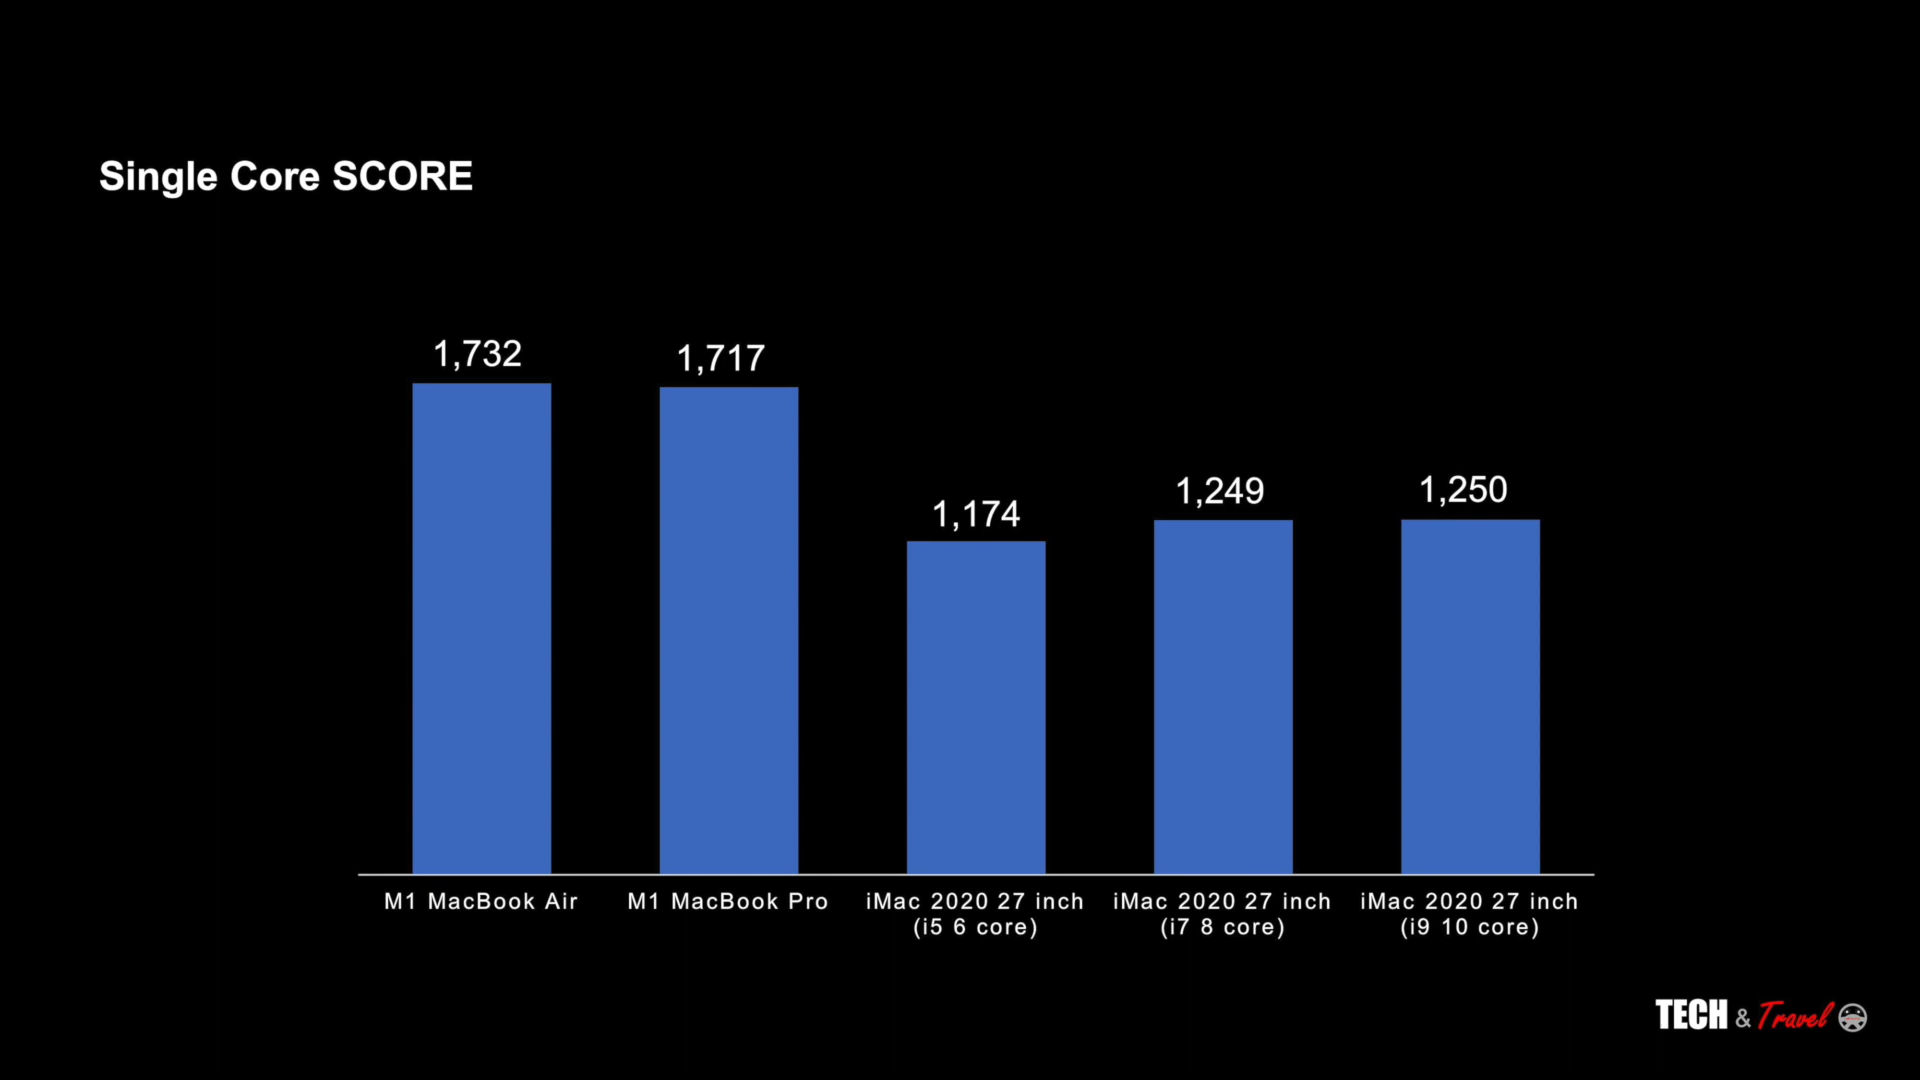 Single Core SCORE
1,732
1,717
1,174
1,249
1,250
M1 MacBook Air
M1 MacBook Pro
iMac 2020 27 inch
(i5 6 core)
iMac 2020 27 inch
(i7 8 core)
iMac 2020 27 inch
(i9 10 core)
TECH & Travel